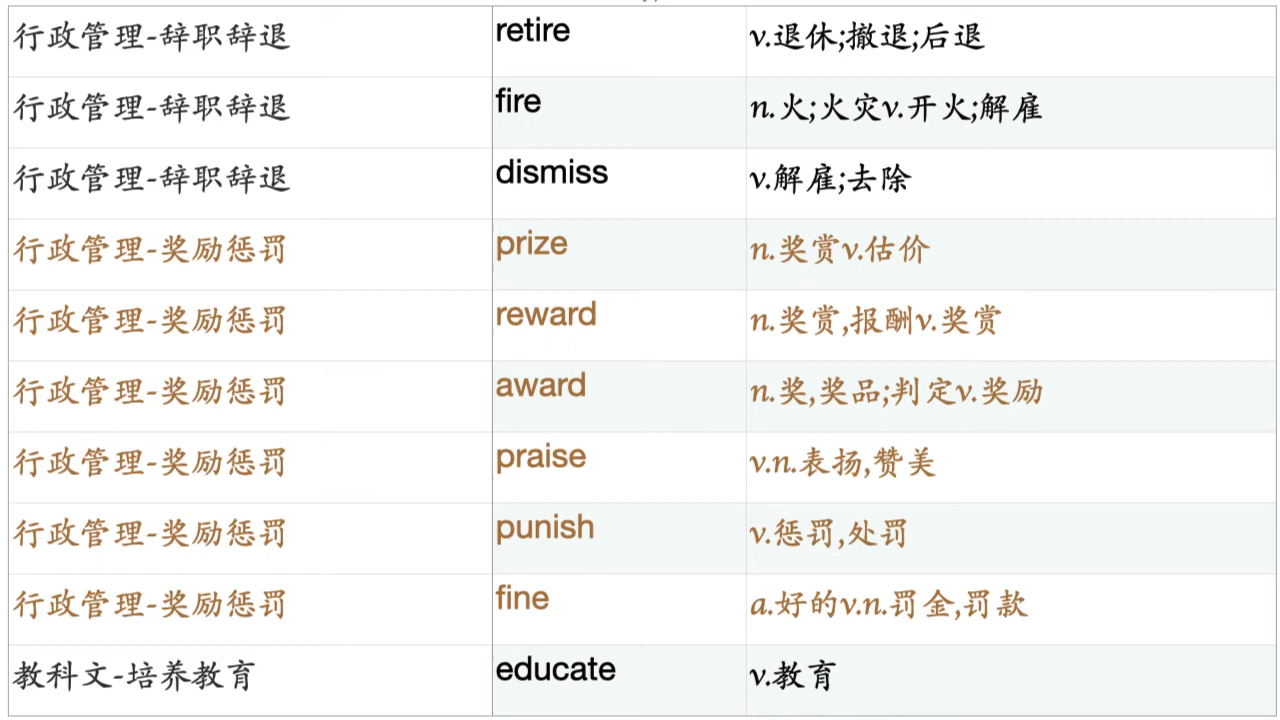 行政管理-辞职辞退 retire v.退休;撤退;后退
行政管理-辞职辞退 fire n.火;火灾v.开火;解雇
行政管理-辞职辞退 dismiss v.解雇;去除
行政管理-奖励惩罚 prize n.奖赏v.估价
行政管理-奖励惩罚 reward n.奖赏,报酬v.奖赏
行政管理-奖励惩罚 award n.奖,奖品;判定v.奖励
行政管理-奖励惩罚 praise v.n.表扬,赞美
行政管理-奖励惩罚 punish v.惩罚,处罚
行政管理-奖励惩罚 fine a.好的v.n.罚金,罚款
教科文-培养教育 educate v.教育